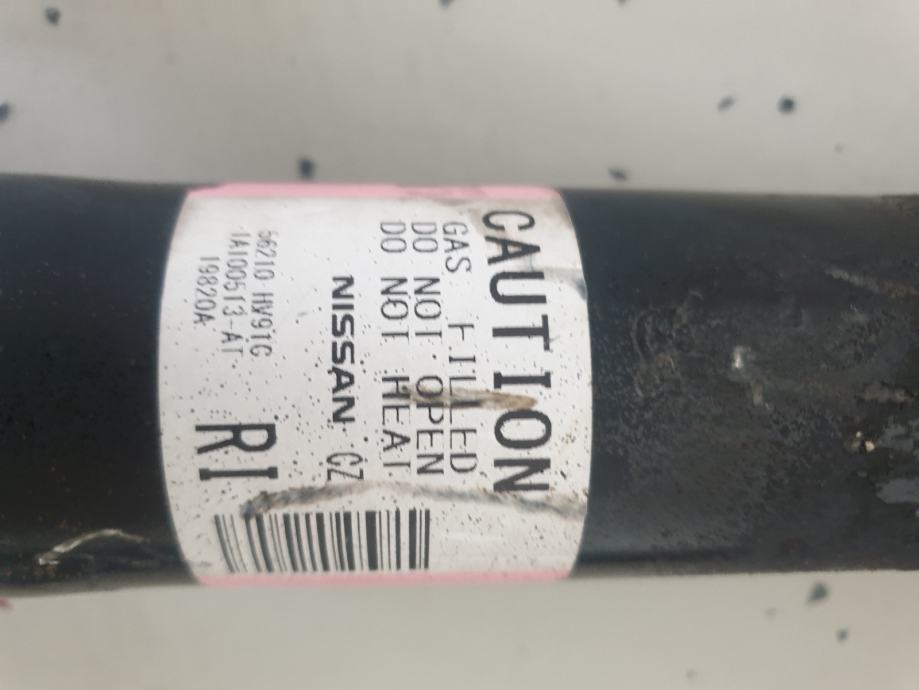 CAUTION
GAS FILLED
DO NOT OPEN
DO NOT HEAT
NISSAN CZ
56210 HV91C
1A100513-AT
19820A
RI